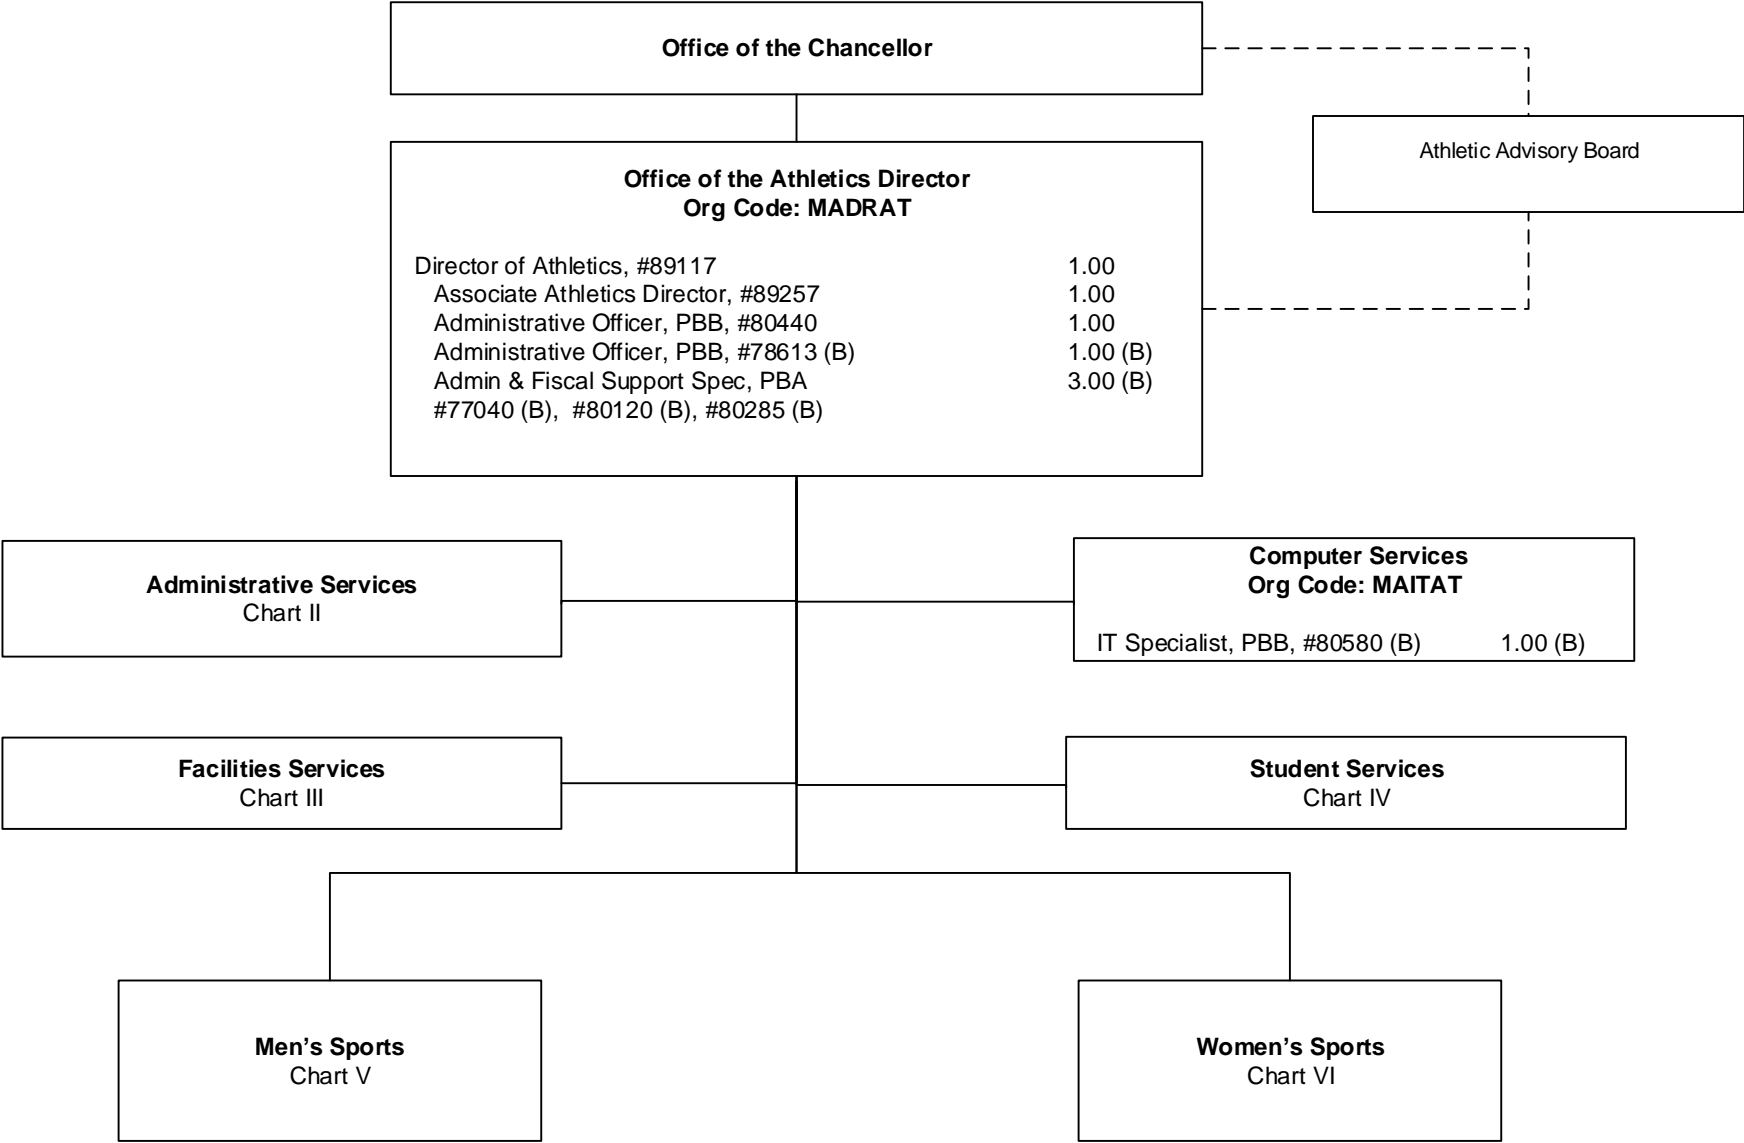 Office of the Chancellor
Athletic Advisory Board
Office of the Athletics Director
Org Code: MADRAT
Director of Athletics, #89117 1.00
Associate Athletics Director, #89257 1.00
Administrative Officer, PBB, #80440 1.00
Administrative Officer, PBB, #78613 (B) 1.00 (B)
Admin & Fiscal Support Spec, PBA 3.00 (B)
#77040 (B), #80120 (B), #80285 (B)
Administrative Services
Chart II
Computer Services
Org Code: MAITAT
IT Specialist, PBB, #80580 (B) 1.00 (B)
Facilities Services
Chart III
Student Services
Chart IV
Men’s Sports
Chart V
Women’s Sports
Chart VI